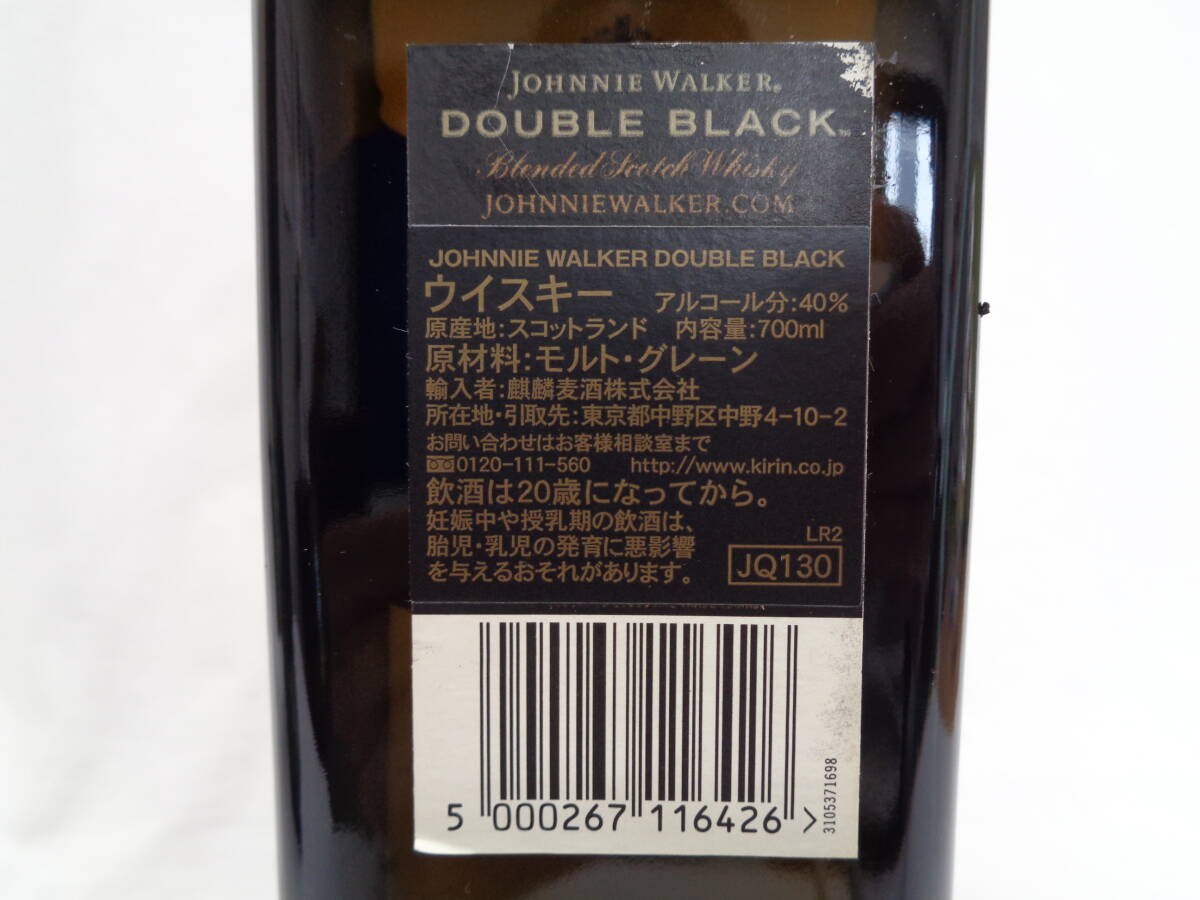 JOHNNIE WALKER®
DOUBLE BLACK™
Blended Scotch Whisky
JOHNNIEWALKER.COM
JOHNNIE WALKER DOUBLE BLACK
ウイスキー アルコール分:40%
原産地:スコットランド 内容量:700ml
原材料:モルト・グレーン
輸入者:麒麟麦酒株式会社
所在地・引取先:東京都中野区中野4-10-2
お問い合わせはお客様相談室まで
0120-111-560 http://www.kirin.co.jp
飲酒は20歳になってから。
妊娠中や授乳期の飲酒は、
胎児・乳児の発育に悪影響
を与えるおそれがあります。
LR2
JQ130
5 000267 116426 >
3105371698